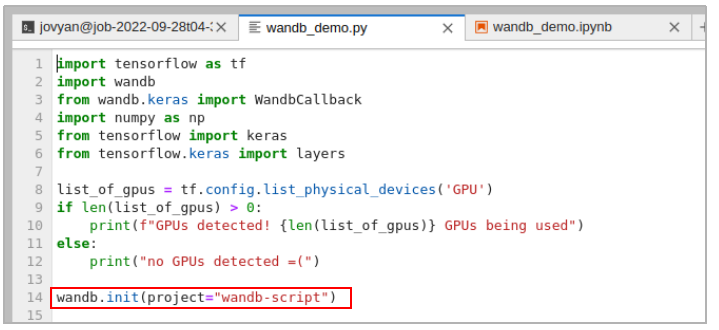 jovyan@job-2022-09-28t04-: wandb_demo.py wandb_demo.ipynb
1 import tensorflow as tf
2 import wandb
3 from wandb.keras import WandbCallback
4 import numpy as np
5 from tensorflow import keras
6 from tensorflow.keras import layers
7
8 list_of_gpus = tf.config.list_physical_devices('GPU')
9 if len(list_of_gpus) > 0:
10     print(f"GPUs detected! {len(list_of_gpus)} GPUs being used")
11 else:
12     print("no GPUs detected =(")
13
14 wandb.init(project="wandb-script")
15